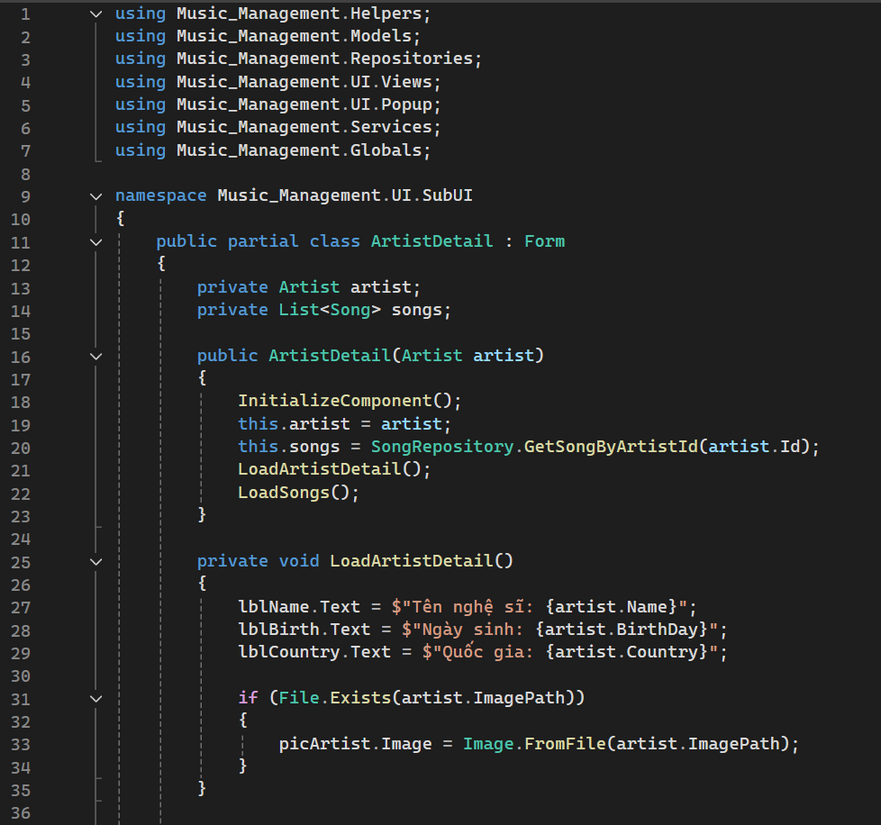 1 using Music_Management.Helpers;
2 using Music_Management.Models;
3 using Music_Management.Repositories;
4 using Music_Management.UI.Views;
5 using Music_Management.UI.Popup;
6 using Music_Management.Services;
7 using Music_Management.Globals;
8
9 namespace Music_Management.UI.SubUI
10 {
11     public partial class ArtistDetail : Form
12     {
13         private Artist artist;
14         private List<Song> songs;
15
16         public ArtistDetail(Artist artist)
17         {
18             InitializeComponent();
19             this.artist = artist;
20             this.songs = SongRepository.GetSongByArtistId(artist.Id);
21             LoadArtistDetail();
22             LoadSongs();
23         }
24
25         private void LoadArtistDetail()
26         {
27             lblName.Text = $"Tên nghệ sĩ: {artist.Name}";
28             lblBirth.Text = $"Ngày sinh: {artist.BirthDay}";
29             lblCountry.Text = $"Quốc gia: {artist.Country}";
30
31             if (File.Exists(artist.ImagePath))
32             {
33                 picArtist.Image = Image.FromFile(artist.ImagePath);
34             }
35         }
36